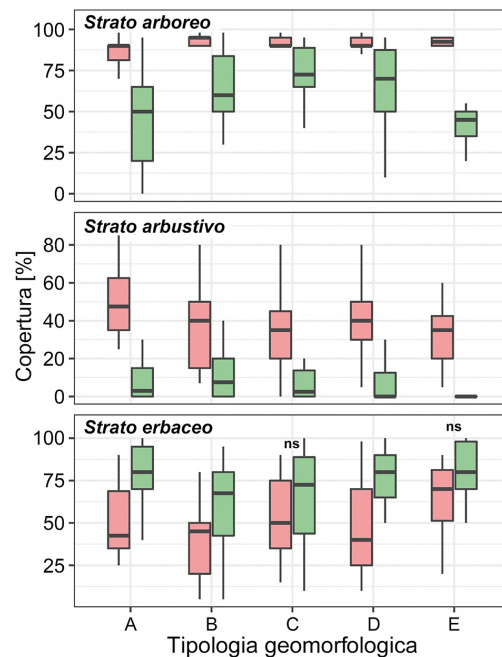 Strato arboreo
100
75
50
25
0
Strato arbustivo
80
60
40
20
0
Copertura [%]
Strato erbaceo
ns
ns
100
75
50
25
A B C D E
Tipologia geomorfologica